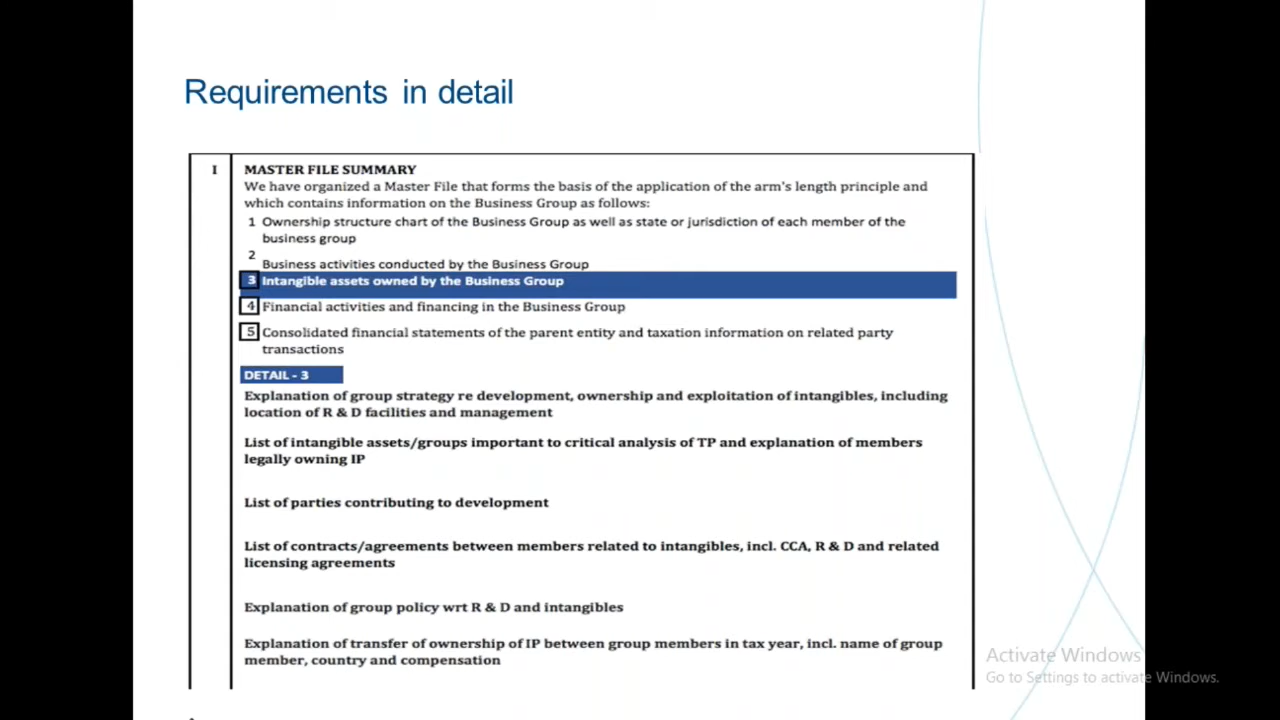 Requirements in detail
I MASTER FILE SUMMARY
We have organized a Master File that forms the basis of the application of the arm's length principle and
which contains information on the Business Group as follows:
1 Ownership structure chart of the Business Group as well as state or jurisdiction of each member of the
business group
2
Business activities conducted by the Business Group
3 Intangible assets owned by the Business Group
4 Financial activities and financing in the Business Group
5 Consolidated financial statements of the parent entity and taxation information on related party
transactions
DETAIL - 3
Explanation of group strategy re development, ownership and exploitation of intangibles, including
location of R & D facilities and management
List of intangible assets/groups important to critical analysis of TP and explanation of members
legally owning IP
List of parties contributing to development
List of contracts/agreements between members related to intangibles, incl. CCA, R & D and related
licensing agreements
Explanation of group policy wrt R & D and intangibles
Explanation of transfer of ownership of IP between group members in tax year, incl. name of group
member, country and compensation
Activate Windows
Go to Settings to activate Windows.